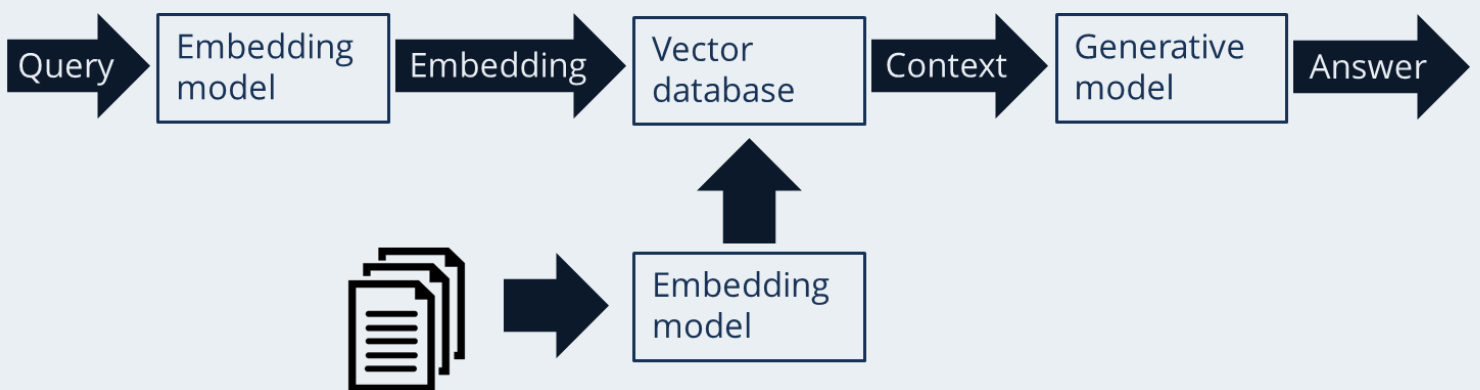 Query
Embedding
model
Embedding
Vector
database
Context
Generative
model
Answer
Embedding
model